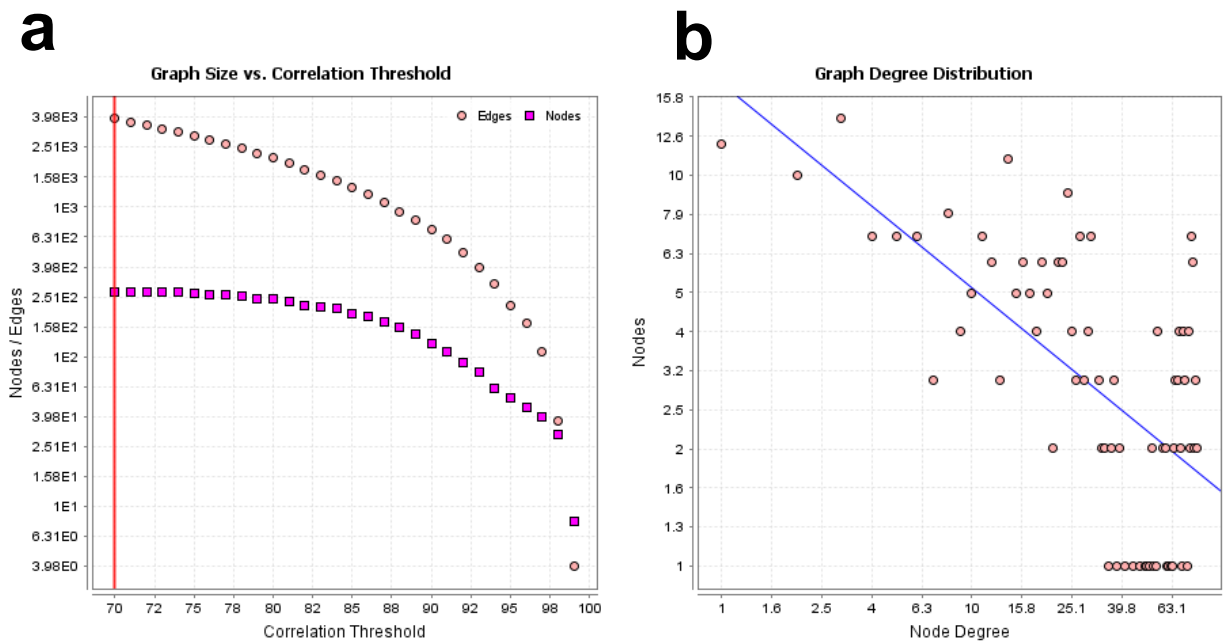 a
b
Graph Size vs. Correlation Threshold
Edges
Nodes
3.98E3
2.51E3
1.58E3
1E3
6.31E2
3.98E2
2.51E2
1.58E2
1E2
6.31E1
3.98E1
2.51E1
1.58E1
1E1
6.31E0
3.98E0
Nodes / Edges
70 72 75 78 80 82 85 88 90 92 95 98 100
Correlation Threshold
Graph Degree Distribution
15.8
12.6
10
7.9
6.3
5
4
3.2
2.5
2
1.6
1.3
1
Nodes
1 1.6 2.5 4 6.3 10 15.8 25.1 39.8 63.1
Node Degree